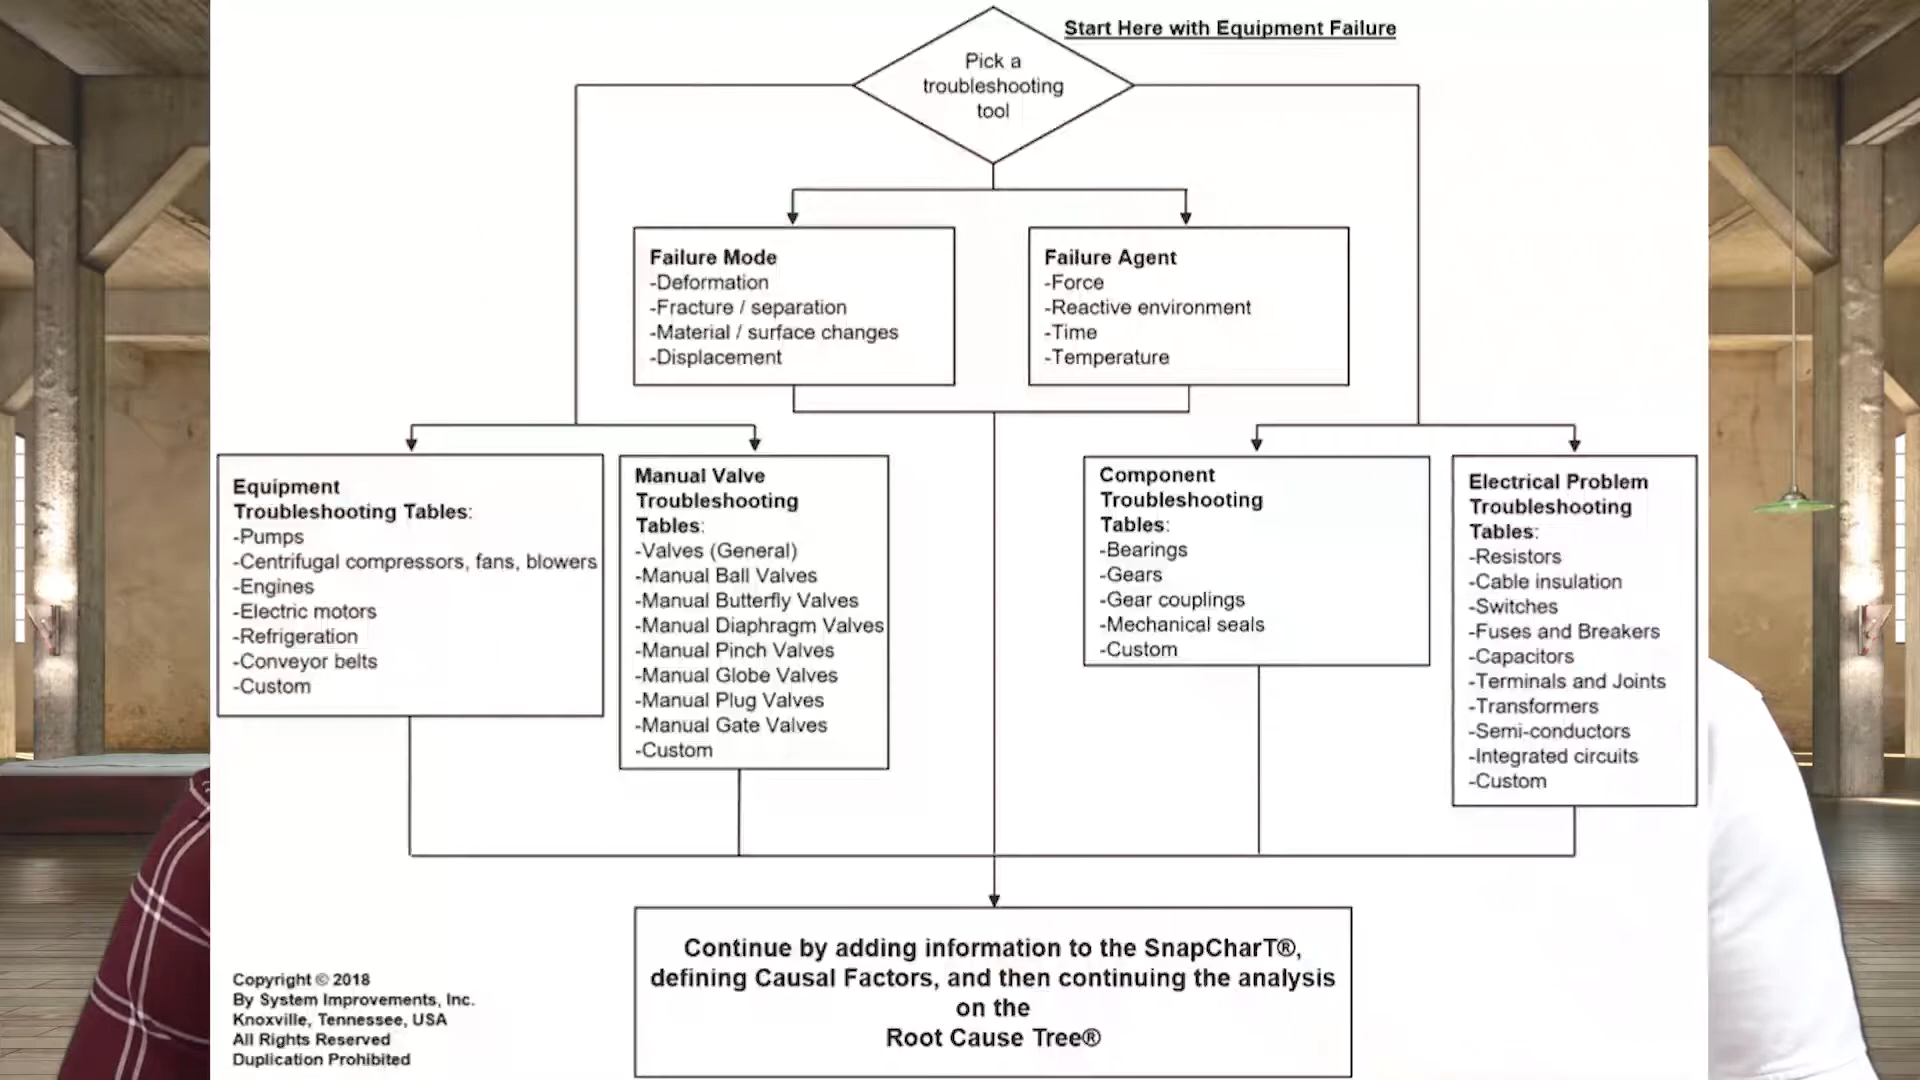 Start Here with Equipment Failure
Pick a
troubleshooting
tool
Failure Mode
-Deformation
-Fracture / separation
-Material / surface changes
-Displacement
Failure Agent
-Force
-Reactive environment
-Time
-Temperature
Equipment
Troubleshooting Tables:
-Pumps
-Centrifugal compressors, fans, blowers
-Engines
-Electric motors
-Refrigeration
-Conveyor belts
-Custom
Manual Valve
Troubleshooting
Tables:
-Valves (General)
-Manual Ball Valves
-Manual Butterfly Valves
-Manual Diaphragm Valves
-Manual Pinch Valves
-Manual Globe Valves
-Manual Plug Valves
-Manual Gate Valves
-Custom
Component
Troubleshooting
Tables:
-Bearings
-Gears
-Gear couplings
-Mechanical seals
-Custom
Electrical Problem
Troubleshooting
Tables:
-Resistors
-Cable insulation
-Switches
-Fuses and Breakers
-Capacitors
-Terminals and Joints
-Transformers
-Semi-conductors
-Integrated circuits
-Custom
Continue by adding information to the SnapCharT®,
defining Causal Factors, and then continuing the analysis
on the
Root Cause Tree®
Copyright © 2018
By System Improvements, Inc.
Knoxville, Tennessee, USA
All Rights Reserved
Duplication Prohibited